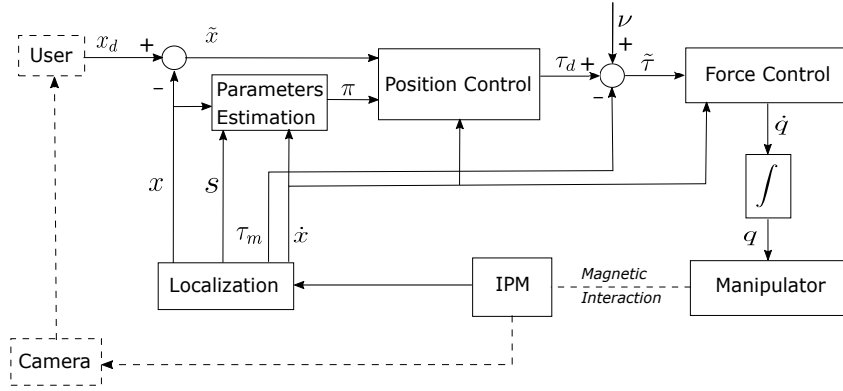 ν
User
x_d
+
x̃
τ_d
+
+
τ̃
Force Control
-
Parameters
Estimation
π
Position Control
-
q̇
x
s
τ_m
ẋ
∫
q
Localization
IPM
Magnetic
Interaction
Manipulator
Camera